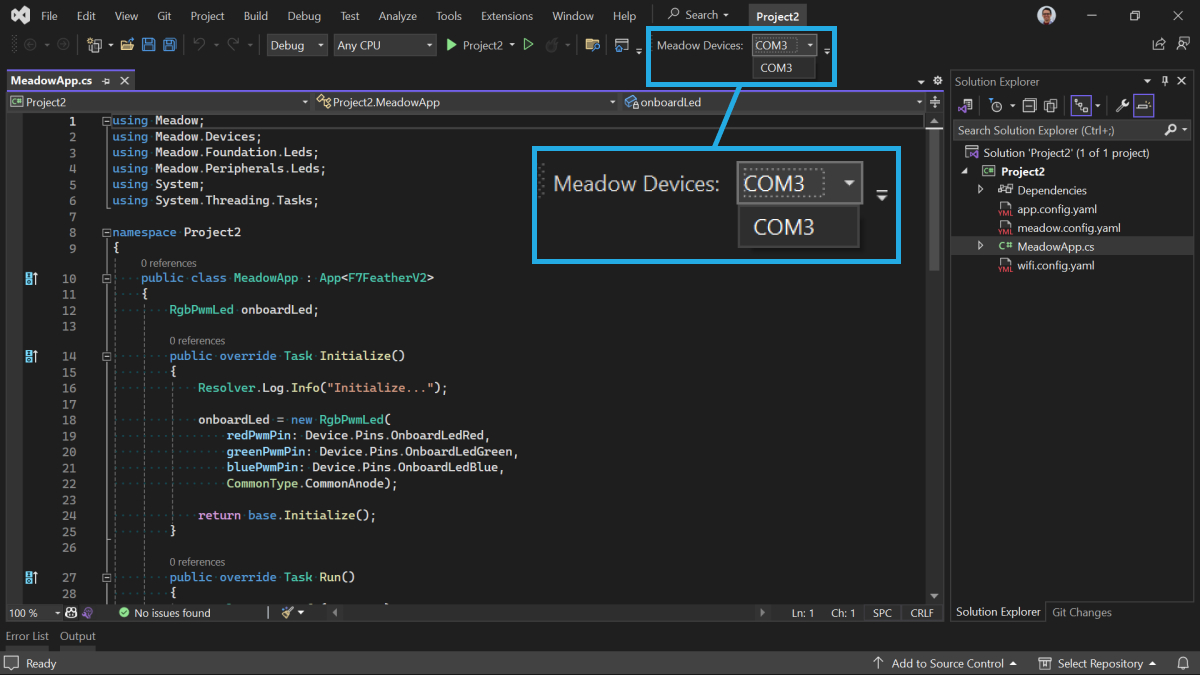 File Edit View Git Project Build Debug Test Analyze Tools Extensions Window Help Search Project2
Debug Any CPU Project2 Meadow Devices: COM3
COM3
MeadowApp.cs
Project2 Project2.MeadowApp onboardLed
Meadow Devices: COM3
COM3
1 using Meadow;
2 using Meadow.Devices;
3 using Meadow.Foundation.Leds;
4 using Meadow.Peripherals.Leds;
5 using System;
6 using System.Threading.Tasks;
7
8 namespace Project2
9 {
0 references
10 public class MeadowApp : App<F7FeatherV2>
11 {
12 RgbPwmLed onboardLed;
13
0 references
14 public override Task Initialize()
15 {
16 Resolver.Log.Info("Initialize...");
17
18 onboardLed = new RgbPwmLed(
19 redPwmPin: Device.Pins.OnboardLedRed,
20 greenPwmPin: Device.Pins.OnboardLedGreen,
21 bluePwmPin: Device.Pins.OnboardLedBlue,
22 CommonType.CommonAnode);
23
24 return base.Initialize();
25 }
26
0 references
27 public override Task Run()
28 {
100 % No issues found Ln: 1 Ch: 1 SPC CRLF
Solution Explorer
Search Solution Explorer (Ctrl+;)
Solution 'Project2' (1 of 1 project)
Project2
Dependencies
YML app.config.yaml
YML meadow.config.yaml
C# MeadowApp.cs
YML wifi.config.yaml
Solution Explorer Git Changes
Error List Output
Ready Add to Source Control Select Repository